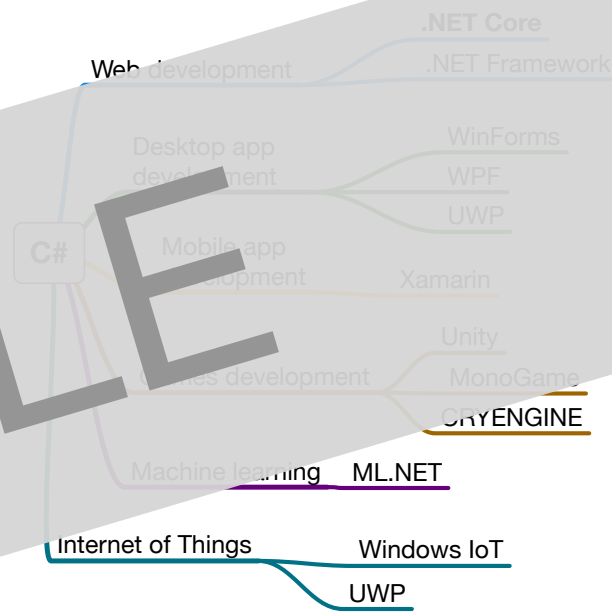 .NET Core
Web development
.NET Framework
Desktop app
development
WinForms
WPF
UWP
C#
Mobile app
development
Xamarin
Unity
Games development
MonoGame
CRYENGINE
LE
Machine learning
ML.NET
Internet of Things
Windows IoT
UWP